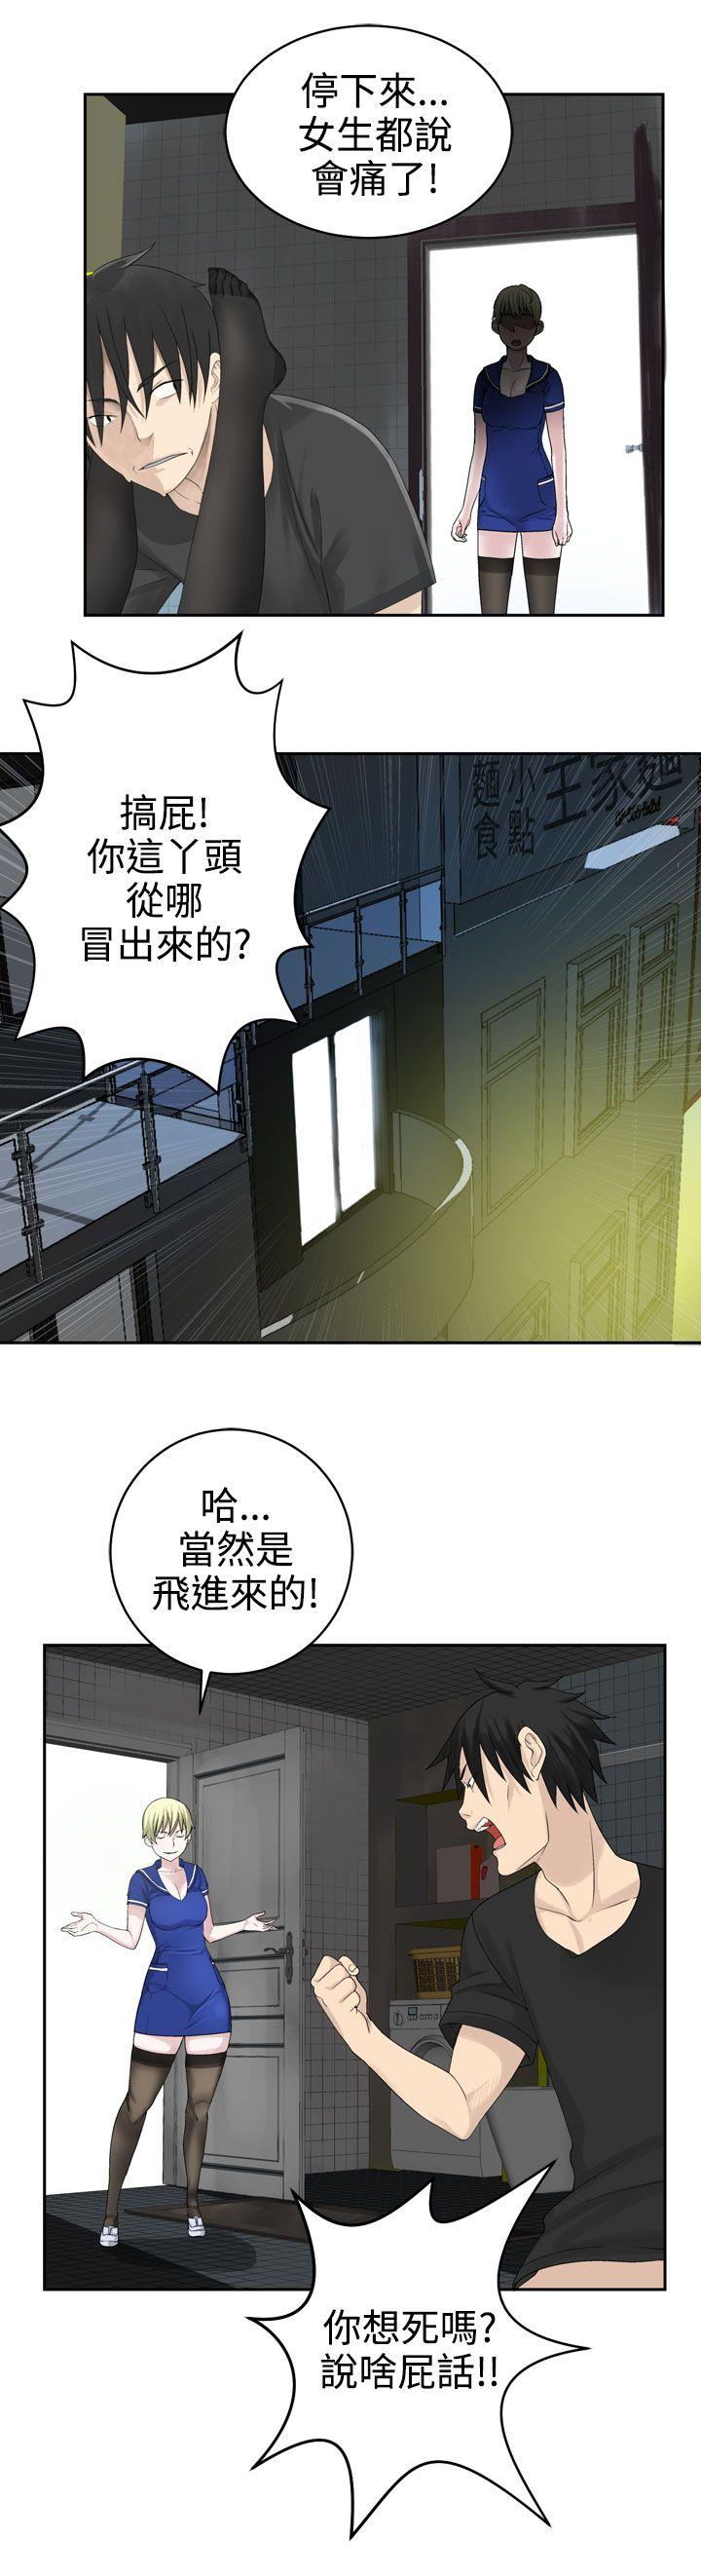 停下來...
女生都說
會痛了!
搞屁!
你這丫頭
從哪
冒出來的?
麵小王家麵
食點
哈...
當然是
飛進來的!
你想死嗎?
說啥屁話!!